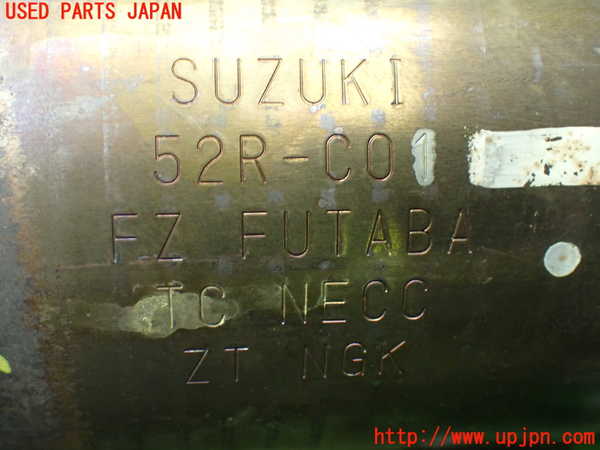 USED PARTS JAPAN
SUZUKI
52R-C01
FZ FUTABA
TC NECC
ZT NGK
http://www.upjpn.com/